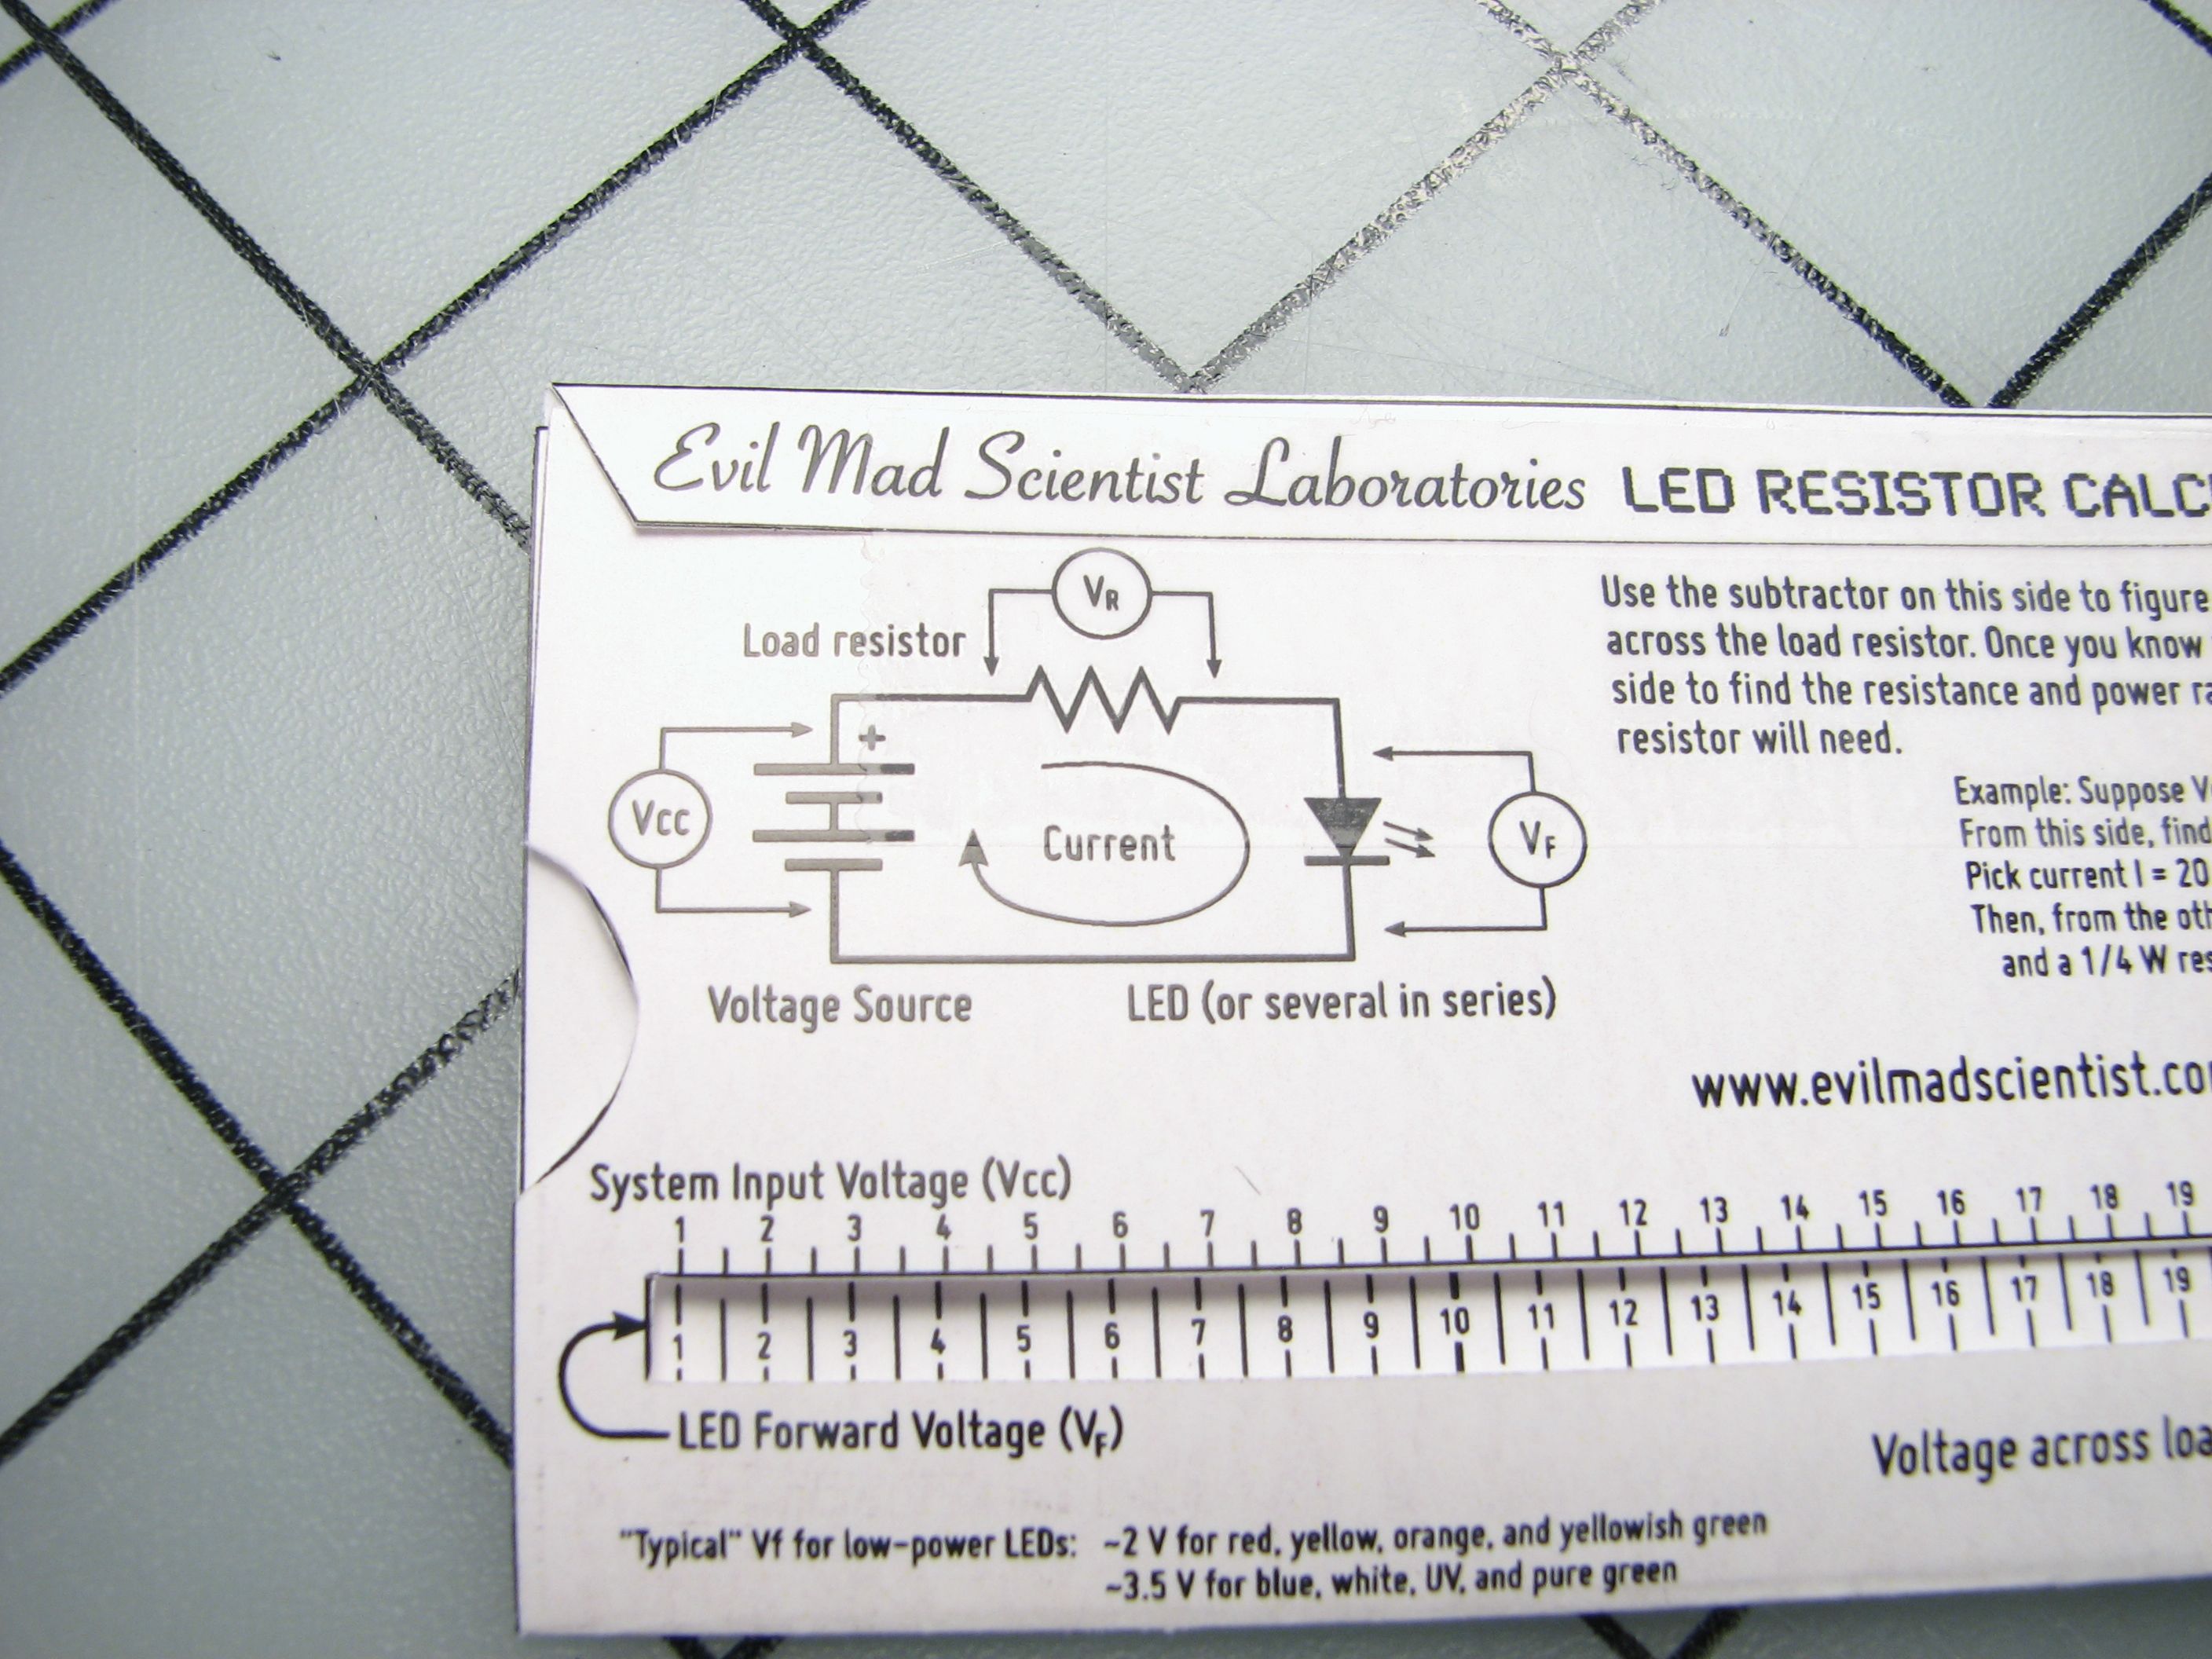 Evil Mad Scientist Laboratories LED RESISTOR
VR
Load resistor
+
Vcc
Current
VF
Voltage Source
LED (or several in series)
Use the subtractor on this side to figure
across the load resistor. Once you know
side to find the resistance and power
resistor will need.
Example: Suppose
From this side, find
Pick current I = 20
Then, from the
and a 1/4 W
www.evilmadscientist.
System Input Voltage (Vcc)
1 2 3 4 5 6 7 8 9 10 11 12 13 14 15 16 17 18 19
1 2 3 4 5 6 7 8 9 10 11 12 13 14 15 16 17 18 19
LED Forward Voltage (VF)
Voltage across
"Typical" Vf for low-power LEDs: ~2 V for red, yellow, orange, and yellowish green
~3.5 V for blue, white, UV, and pure green